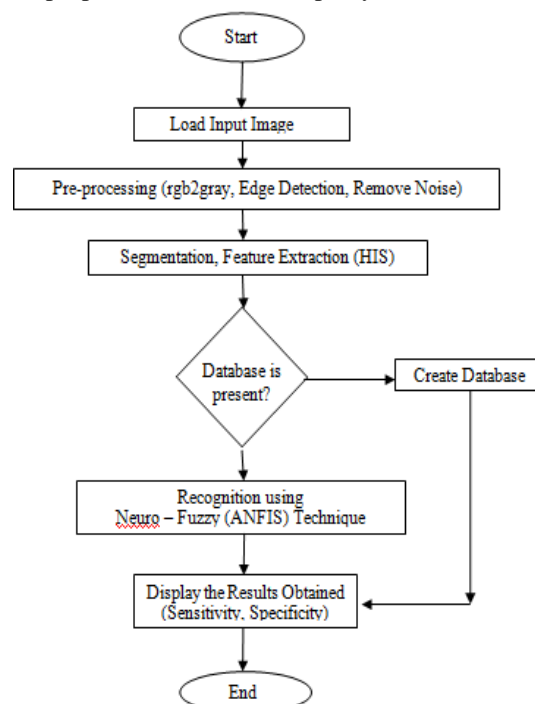 Start
Load Input Image
Pre-processing (rgb2gray, Edge Detection, Remove Noise)
Segmentation, Feature Extraction (HIS)
Database is
present?
Create Database
Recognition using
Neuro – Fuzzy (ANFIS) Technique
Display the Results Obtained
(Sensitivity, Specificity)
End